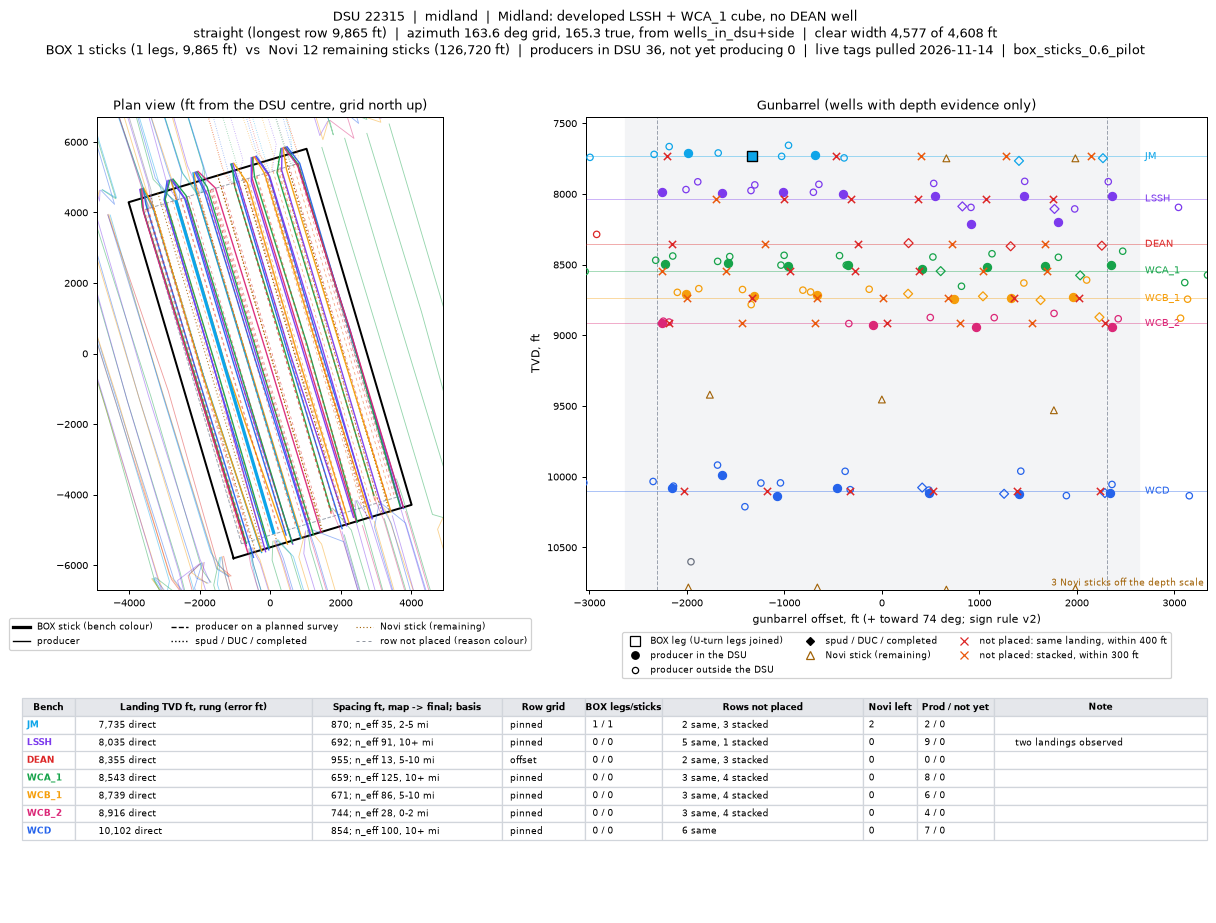 DSU 22315 | midland | Midland: developed LSSH + WCA_1 cube, no DEAN well
straight (longest row 9,865 ft) | azimuth 163.6 deg grid, 165.3 true, from wells_in_dsu+side | clear width 4,577 of 4,608 ft
BOX 1 sticks (1 legs, 9,865 ft) vs Novi 12 remaining sticks (126,720 ft) | producers in DSU 36, not yet producing 0 | live tags pulled 2026-11-14 | box_sticks_0.6_pilot
Plan view (ft from the DSU centre, grid north up)
6000
4000
2000
0
−2000
−4000
−6000
−4000 −2000 0 2000 4000
BOX stick (bench colour) producer on a planned survey Novi stick (remaining)
producer spud / DUC / completed row not placed (reason colour)
Gunbarrel (wells with depth evidence only)
TVD, ft
7500
8000
8500
9000
9500
10000
10500
JM
LSSH
DEAN
WCA_1
WCB_1
WCB_2
WCD
3 Novi sticks off the depth scale
−3000 −2000 −1000 0 1000 2000 3000
gunbarrel offset, ft (+ toward 74 deg; sign rule v2)
BOX leg (U-turn legs joined) spud / DUC / completed not placed: same landing, within 400 ft
producer in the DSU Novi stick (remaining) not placed: stacked, within 300 ft
producer outside the DSU
Bench Landing TVD ft, rung (error ft) Spacing ft, map -> final; basis Row grid BOX legs/sticks Rows not placed Novi left Prod / not yet Note
JM 7,735 direct 870; n_eff 35, 2-5 mi pinned 1 / 1 2 same, 3 stacked 2 2 / 0
LSSH 8,035 direct 692; n_eff 91, 10+ mi pinned 0 / 0 5 same, 1 stacked 0 9 / 0 two landings observed
DEAN 8,355 direct 955; n_eff 13, 5-10 mi offset 0 / 0 2 same, 3 stacked 0 0 / 0
WCA_1 8,543 direct 659; n_eff 125, 10+ mi pinned 0 / 0 3 same, 4 stacked 0 8 / 0
WCB_1 8,739 direct 671; n_eff 86, 5-10 mi pinned 0 / 0 3 same, 4 stacked 0 6 / 0
WCB_2 8,916 direct 744; n_eff 28, 0-2 mi pinned 0 / 0 3 same, 4 stacked 0 4 / 0
WCD 10,102 direct 854; n_eff 100, 10+ mi pinned 0 / 0 6 same 0 7 / 0